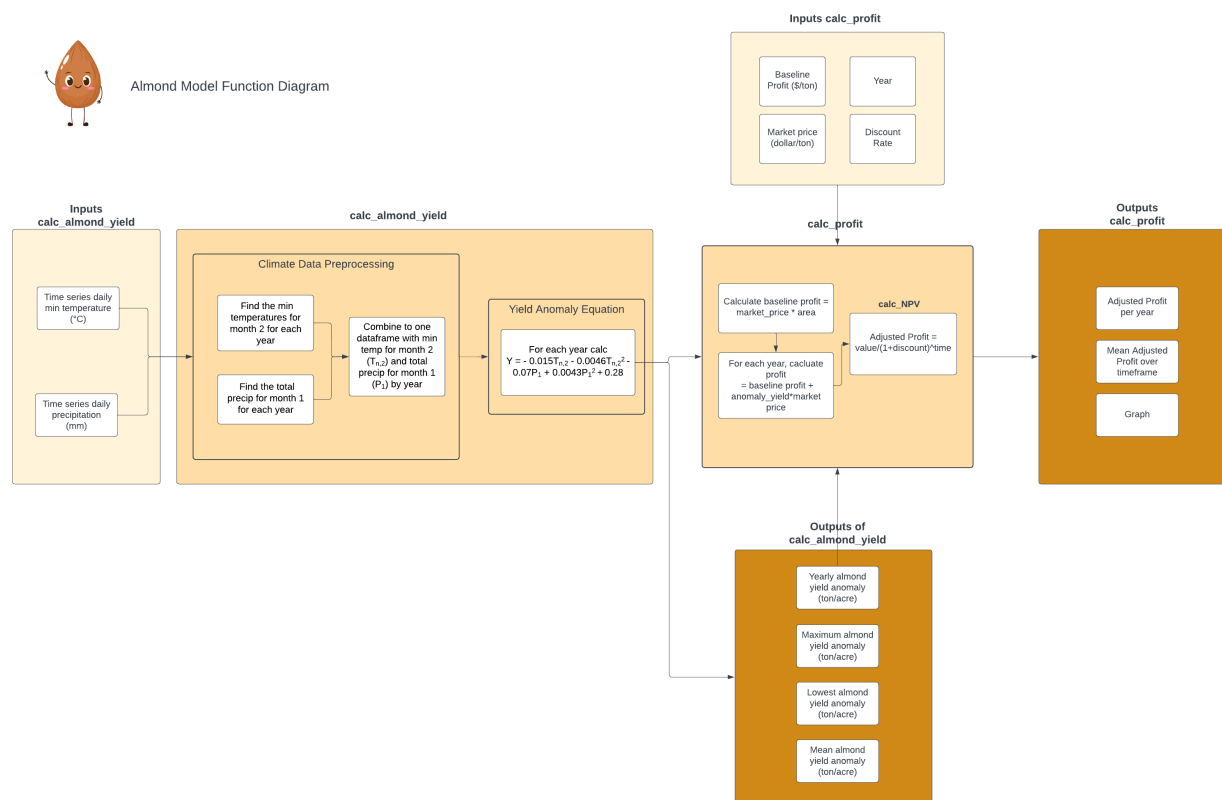 Almond Model Function Diagram
Inputs calc_profit
Baseline
Profit ($/ton)
Year
Market price
(dollar/ton)
Discount
Rate
Inputs
calc_almond_yield
Time series daily
min temperature
(°C)
Time series daily
precipitation
(mm)
calc_almond_yield
Climate Data Preprocessing
Find the min
temperatures for
month 2 for each
year
Find the total
precip for month 1
for each year
Combine to one
dataframe with min
temp for month 2
(Tn,2) and total
precip for month 1
(P1) by year
Yield Anomaly Equation
For each year calc
Y = - 0.015Tn,2 - 0.0046Tn,2² -
0.07P1 + 0.0043P1² + 0.28
calc_profit
Calculate baseline profit =
market_price * area
For each year, cacluate
profit
= baseline profit +
anomaly_yield*market
price
calc_NPV
Adjusted Profit =
value/(1+discount)^time
Outputs
calc_profit
Adjusted Profit
per year
Mean Adjusted
Profit over
timeframe
Graph
Outputs of
calc_almond_yield
Yearly almond
yield anomaly
(ton/acre)
Maximum almond
yield anomaly
(ton/acre)
Lowest almond
yield anomaly
(ton/acre)
Mean almond
yield anomaly
(ton/acre)